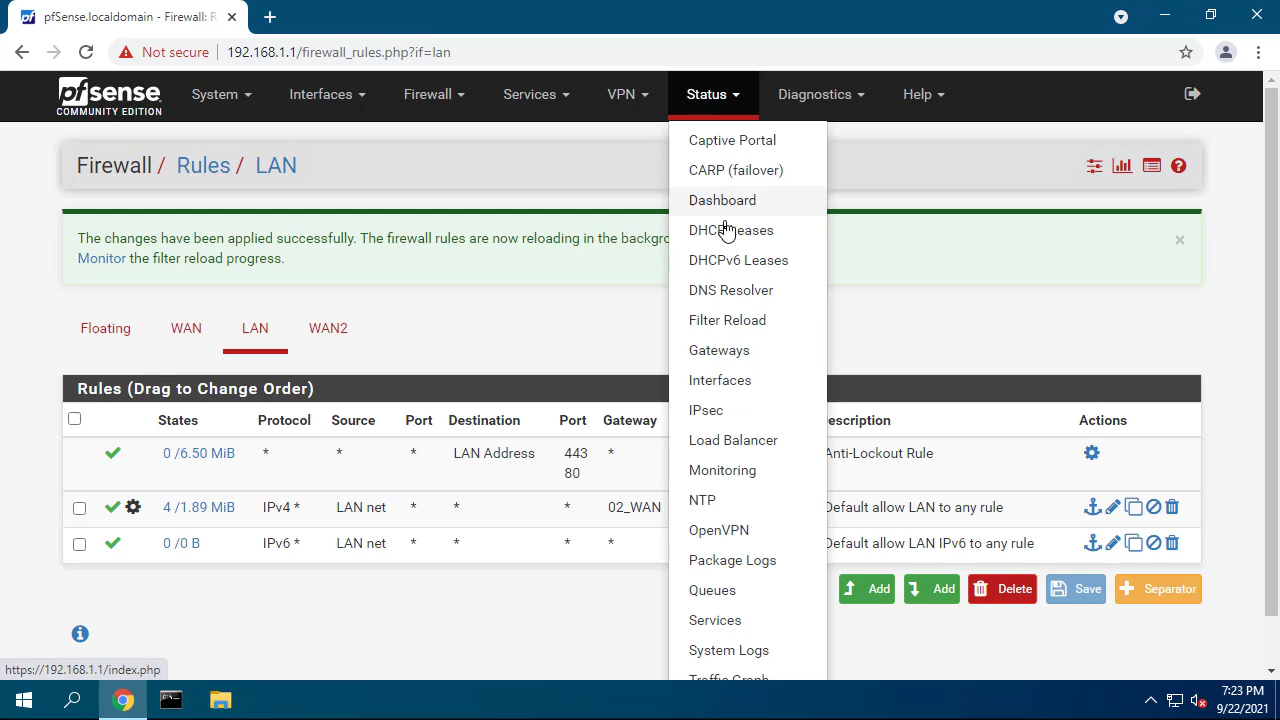 pfSense.localdomain - Firewall: R
Not secure
192.168.1.1/firewall_rules.php?if=lan
pfsense
COMMUNITY EDITION
System
Interfaces
Firewall
Services
VPN
Status
Diagnostics
Help
Captive Portal
CARP (failover)
Dashboard
DHCP Leases
DHCPv6 Leases
DNS Resolver
Filter Reload
Gateways
Interfaces
IPsec
Load Balancer
Monitoring
NTP
OpenVPN
Package Logs
Queues
Services
System Logs
Traffic Graph
Firewall / Rules / LAN
The changes have been applied successfully. The firewall rules are now reloading in the backgro
Monitor the filter reload progress.
×
Floating
WAN
LAN
WAN2
Rules (Drag to Change Order)
States Protocol Source Port Destination Port Gateway escription Actions
0 /6.50 MiB * * * LAN Address 443 * Anti-Lockout Rule
80
4 /1.89 MiB IPv4 * LAN net * * * 02_WAN Default allow LAN to any rule
0 /0 B IPv6 * LAN net * * * * Default allow LAN IPv6 to any rule
Add
Add
Delete
Save
Separator
https://192.168.1.1/index.php
7:23 PM
9/22/2021